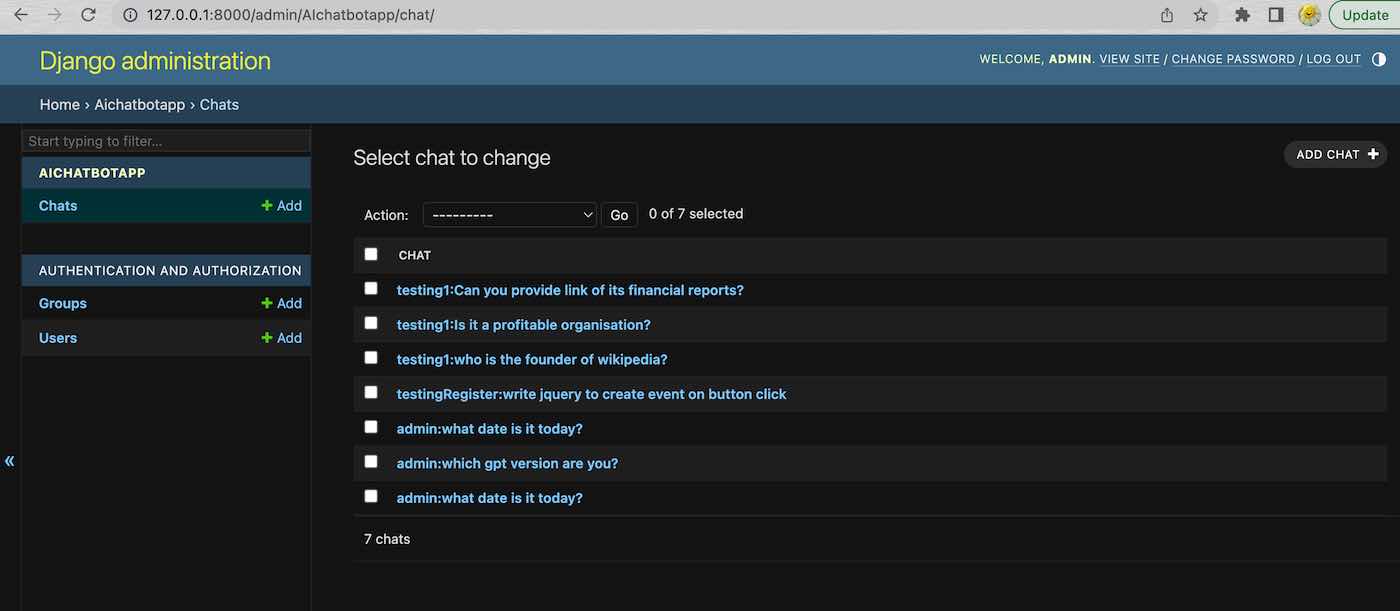 127.0.0.1:8000/admin/AIchatbotapp/chat/
Update
Django administration
WELCOME, ADMIN. VIEW SITE / CHANGE PASSWORD / LOG OUT
Home › Aichatbotapp › Chats
Start typing to filter...
AICHATBOTAPP
Chats + Add
AUTHENTICATION AND AUTHORIZATION
Groups + Add
Users + Add
«
Select chat to change
ADD CHAT +
Action: --------- Go 0 of 7 selected
CHAT
testing1:Can you provide link of its financial reports?
testing1:Is it a profitable organisation?
testing1:who is the founder of wikipedia?
testingRegister:write jquery to create event on button click
admin:what date is it today?
admin:which gpt version are you?
admin:what date is it today?
7 chats